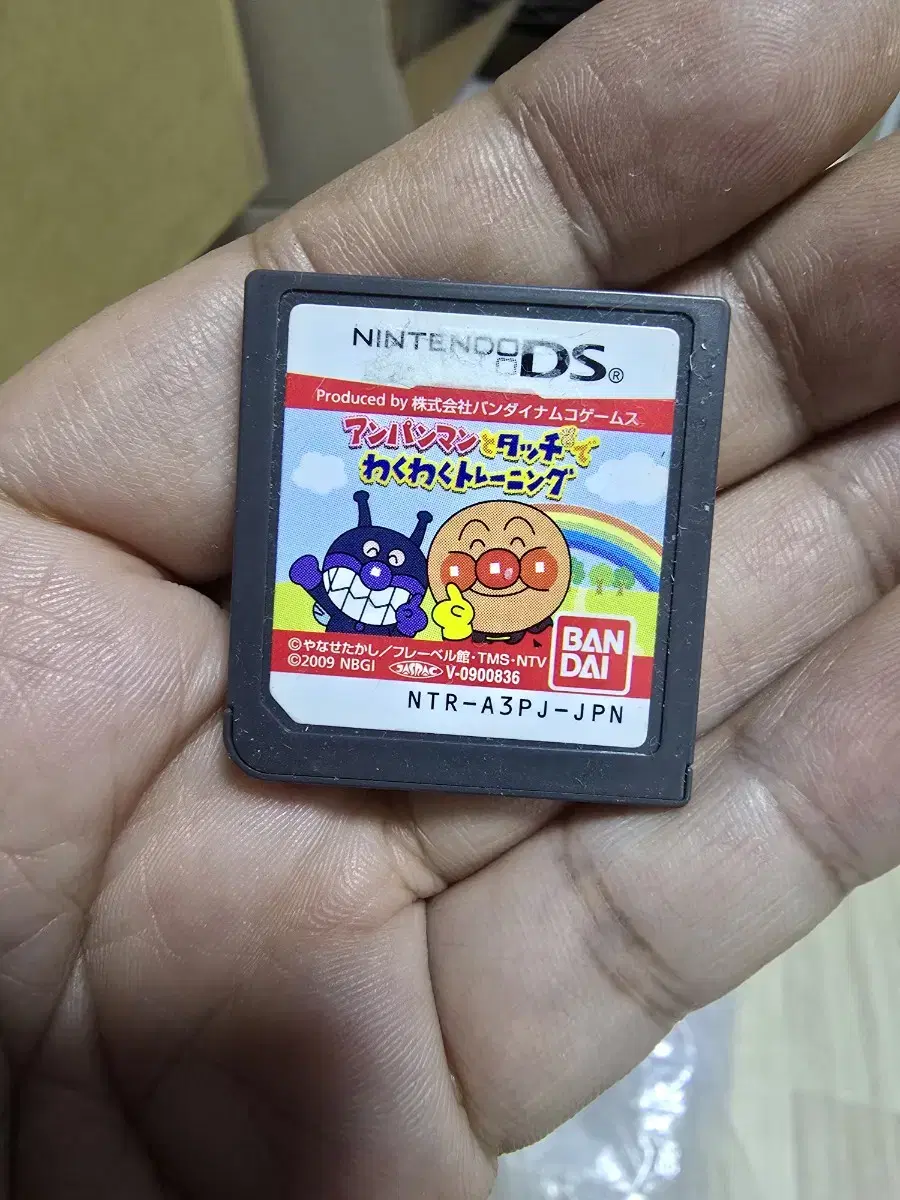 NINTENDO DS®
Produced by 株式会社バンダイナムコゲームス
アンパンマンとタッチで
わくわくトレーニング
©やなせたかし/フレーベル館・TMS・NTV
©2009 NBGI JASRAC V-0900836
BAN
DAI
NTR-A3PJ-JPN